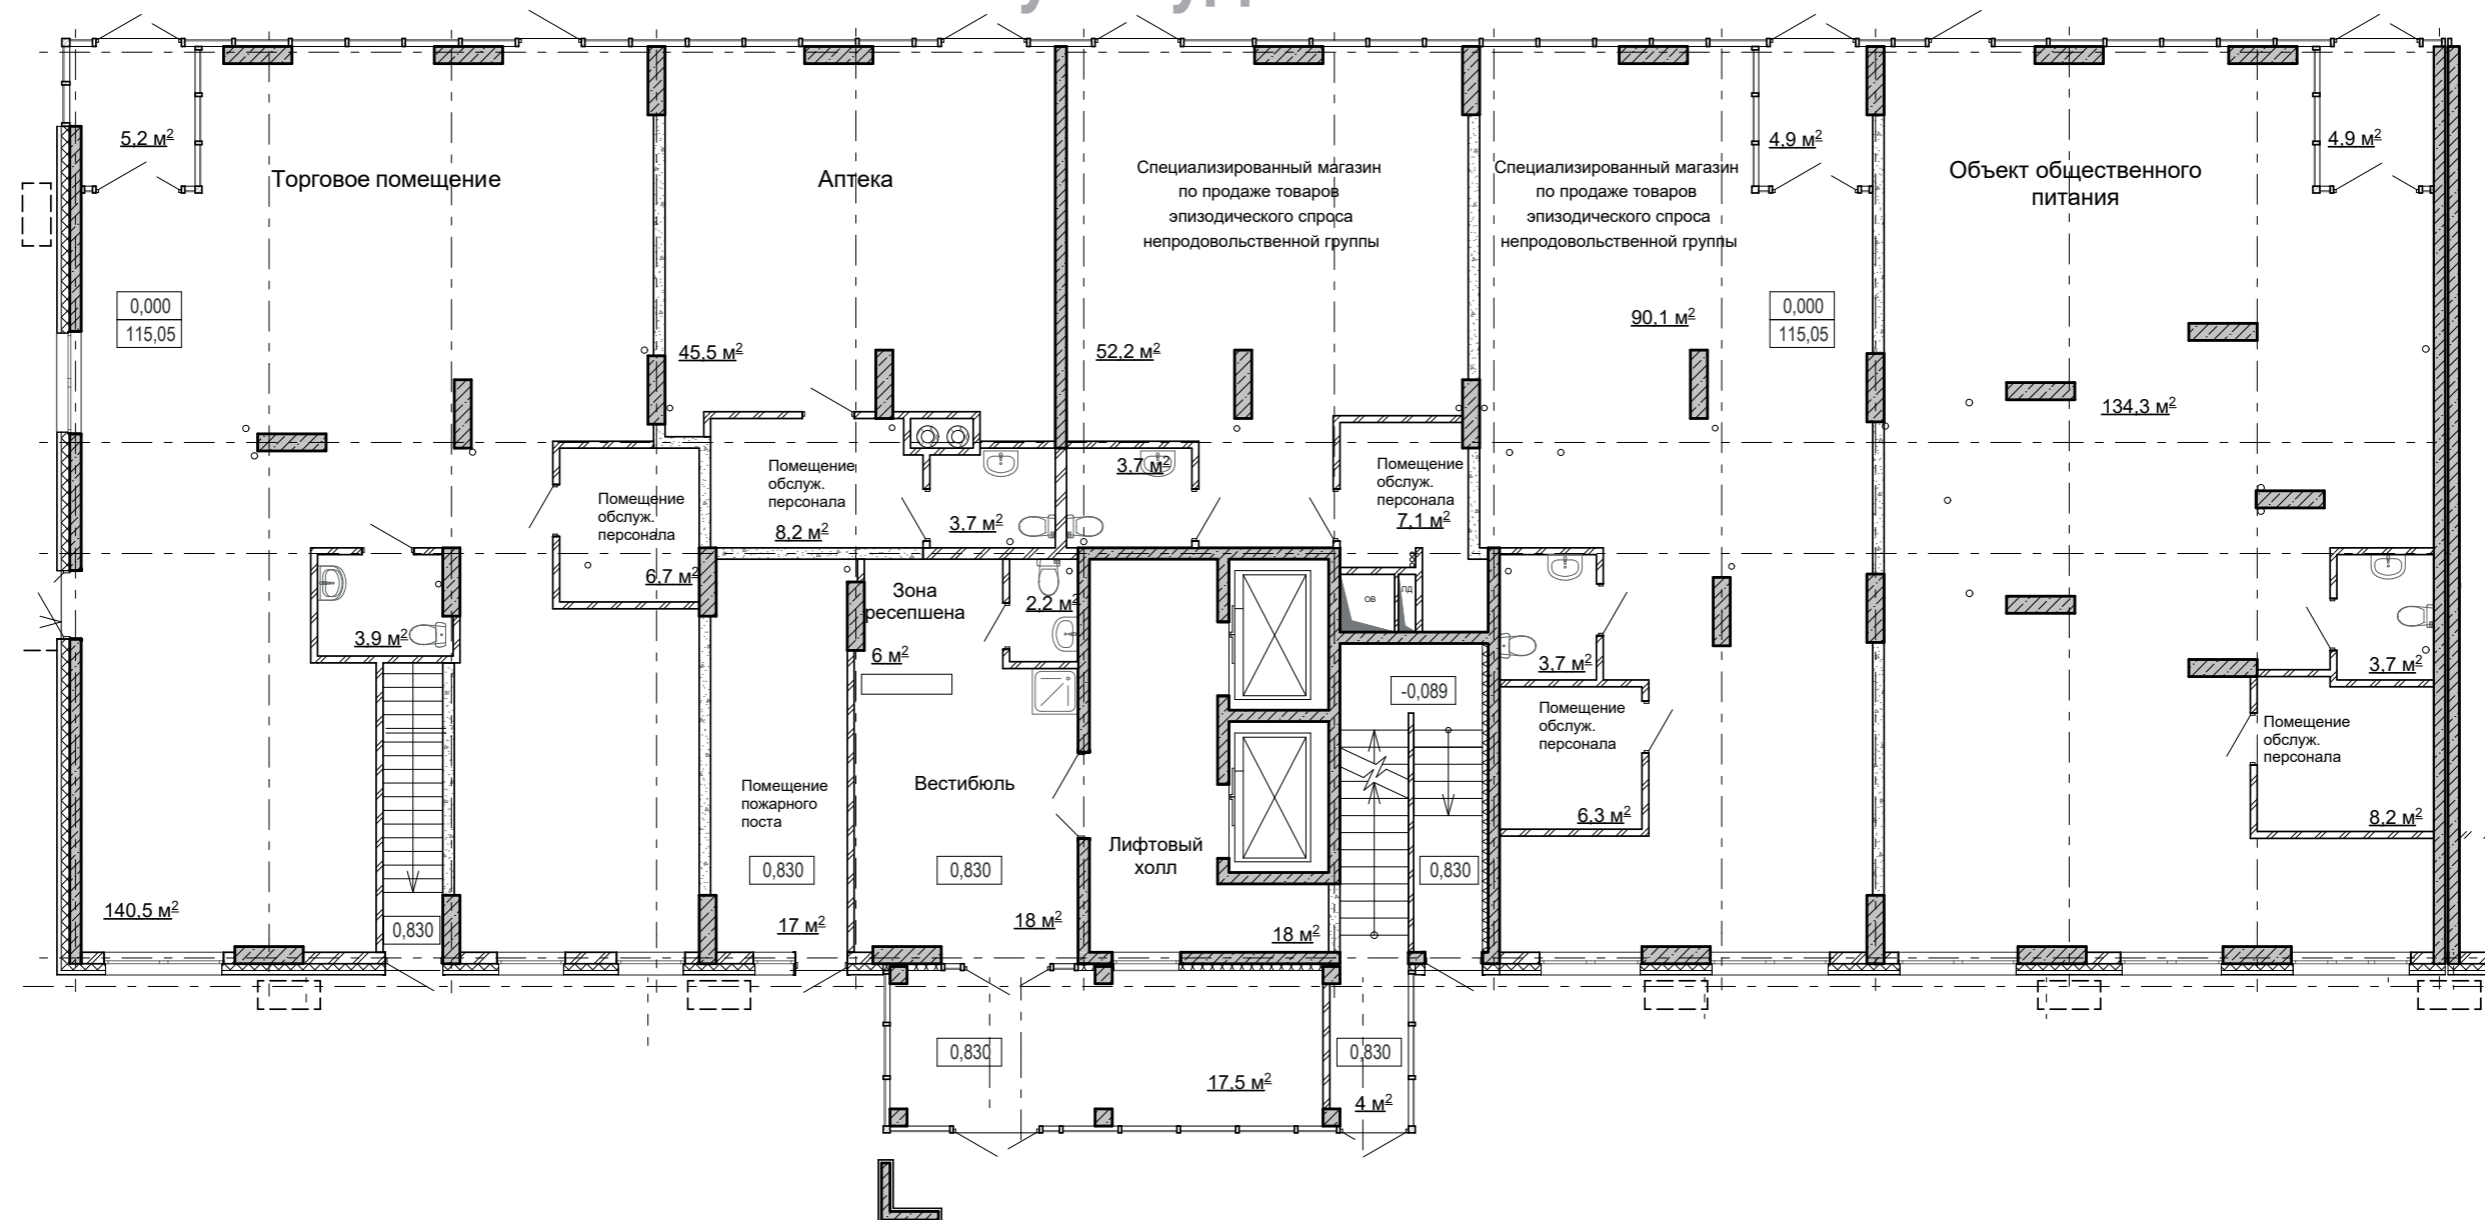 5,2 м²
Торговое помещение
Аптека
Специализированный магазин
по продаже товаров
эпизодического спроса
непродовольственной группы
Специализированный магазин
по продаже товаров
эпизодического спроса
непродовольственной группы
4,9 м²
Объект общественного
питания
4,9 м²
0,000
115,05
45,5 м²
52,2 м²
90,1 м²
0,000
115,05
134,3 м²
Помещение
обслуж.
персонала
6,7 м²
Помещение
обслуж.
персонала
8,2 м²
3,7 м²
3,7 м²
Помещение
обслуж.
персонала
7,1 м²
3,9 м²
Зона
ресепшена
6 м²
2,2 м²
ОВ
ПД
3,7 м²
3,7 м²
-0,089
Помещение
обслуж.
персонала
6,3 м²
Помещение
обслуж.
персонала
8,2 м²
Помещение
пожарного
поста
0,830
17 м²
Вестибюль
0,830
18 м²
Лифтовый
холл
18 м²
0,830
140,5 м²
0,830
0,830
17,5 м²
0,830
4 м²